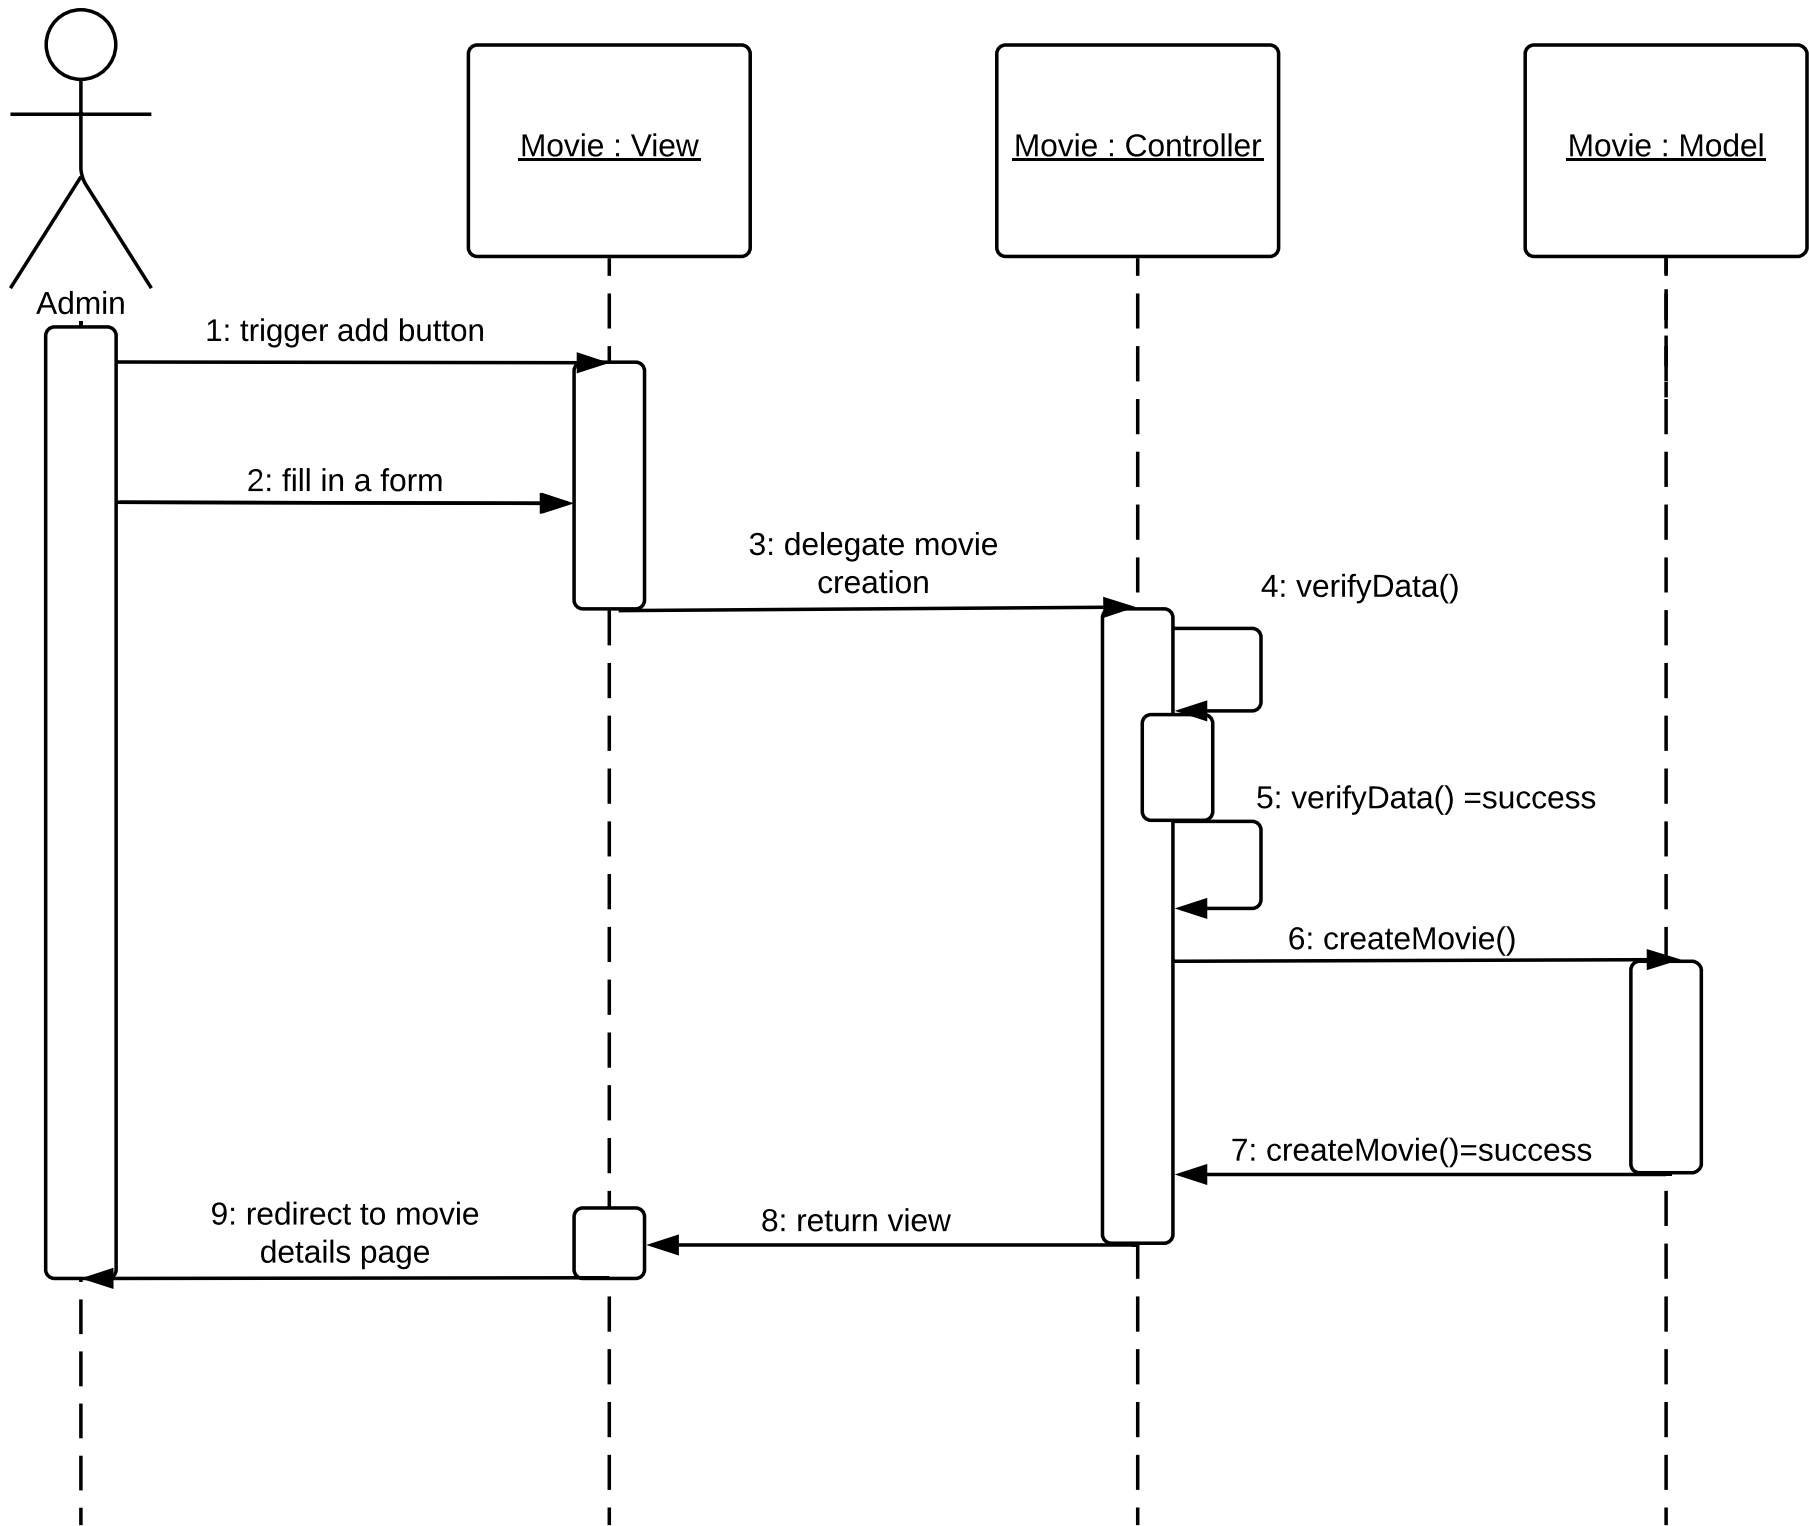 Movie : View
Movie : Controller
Movie : Model
Admin
1: trigger add button
2: fill in a form
3: delegate movie
creation
4: verifyData()
5: verifyData() =success
6: createMovie()
7: createMovie()=success
8: return view
9: redirect to movie
details page